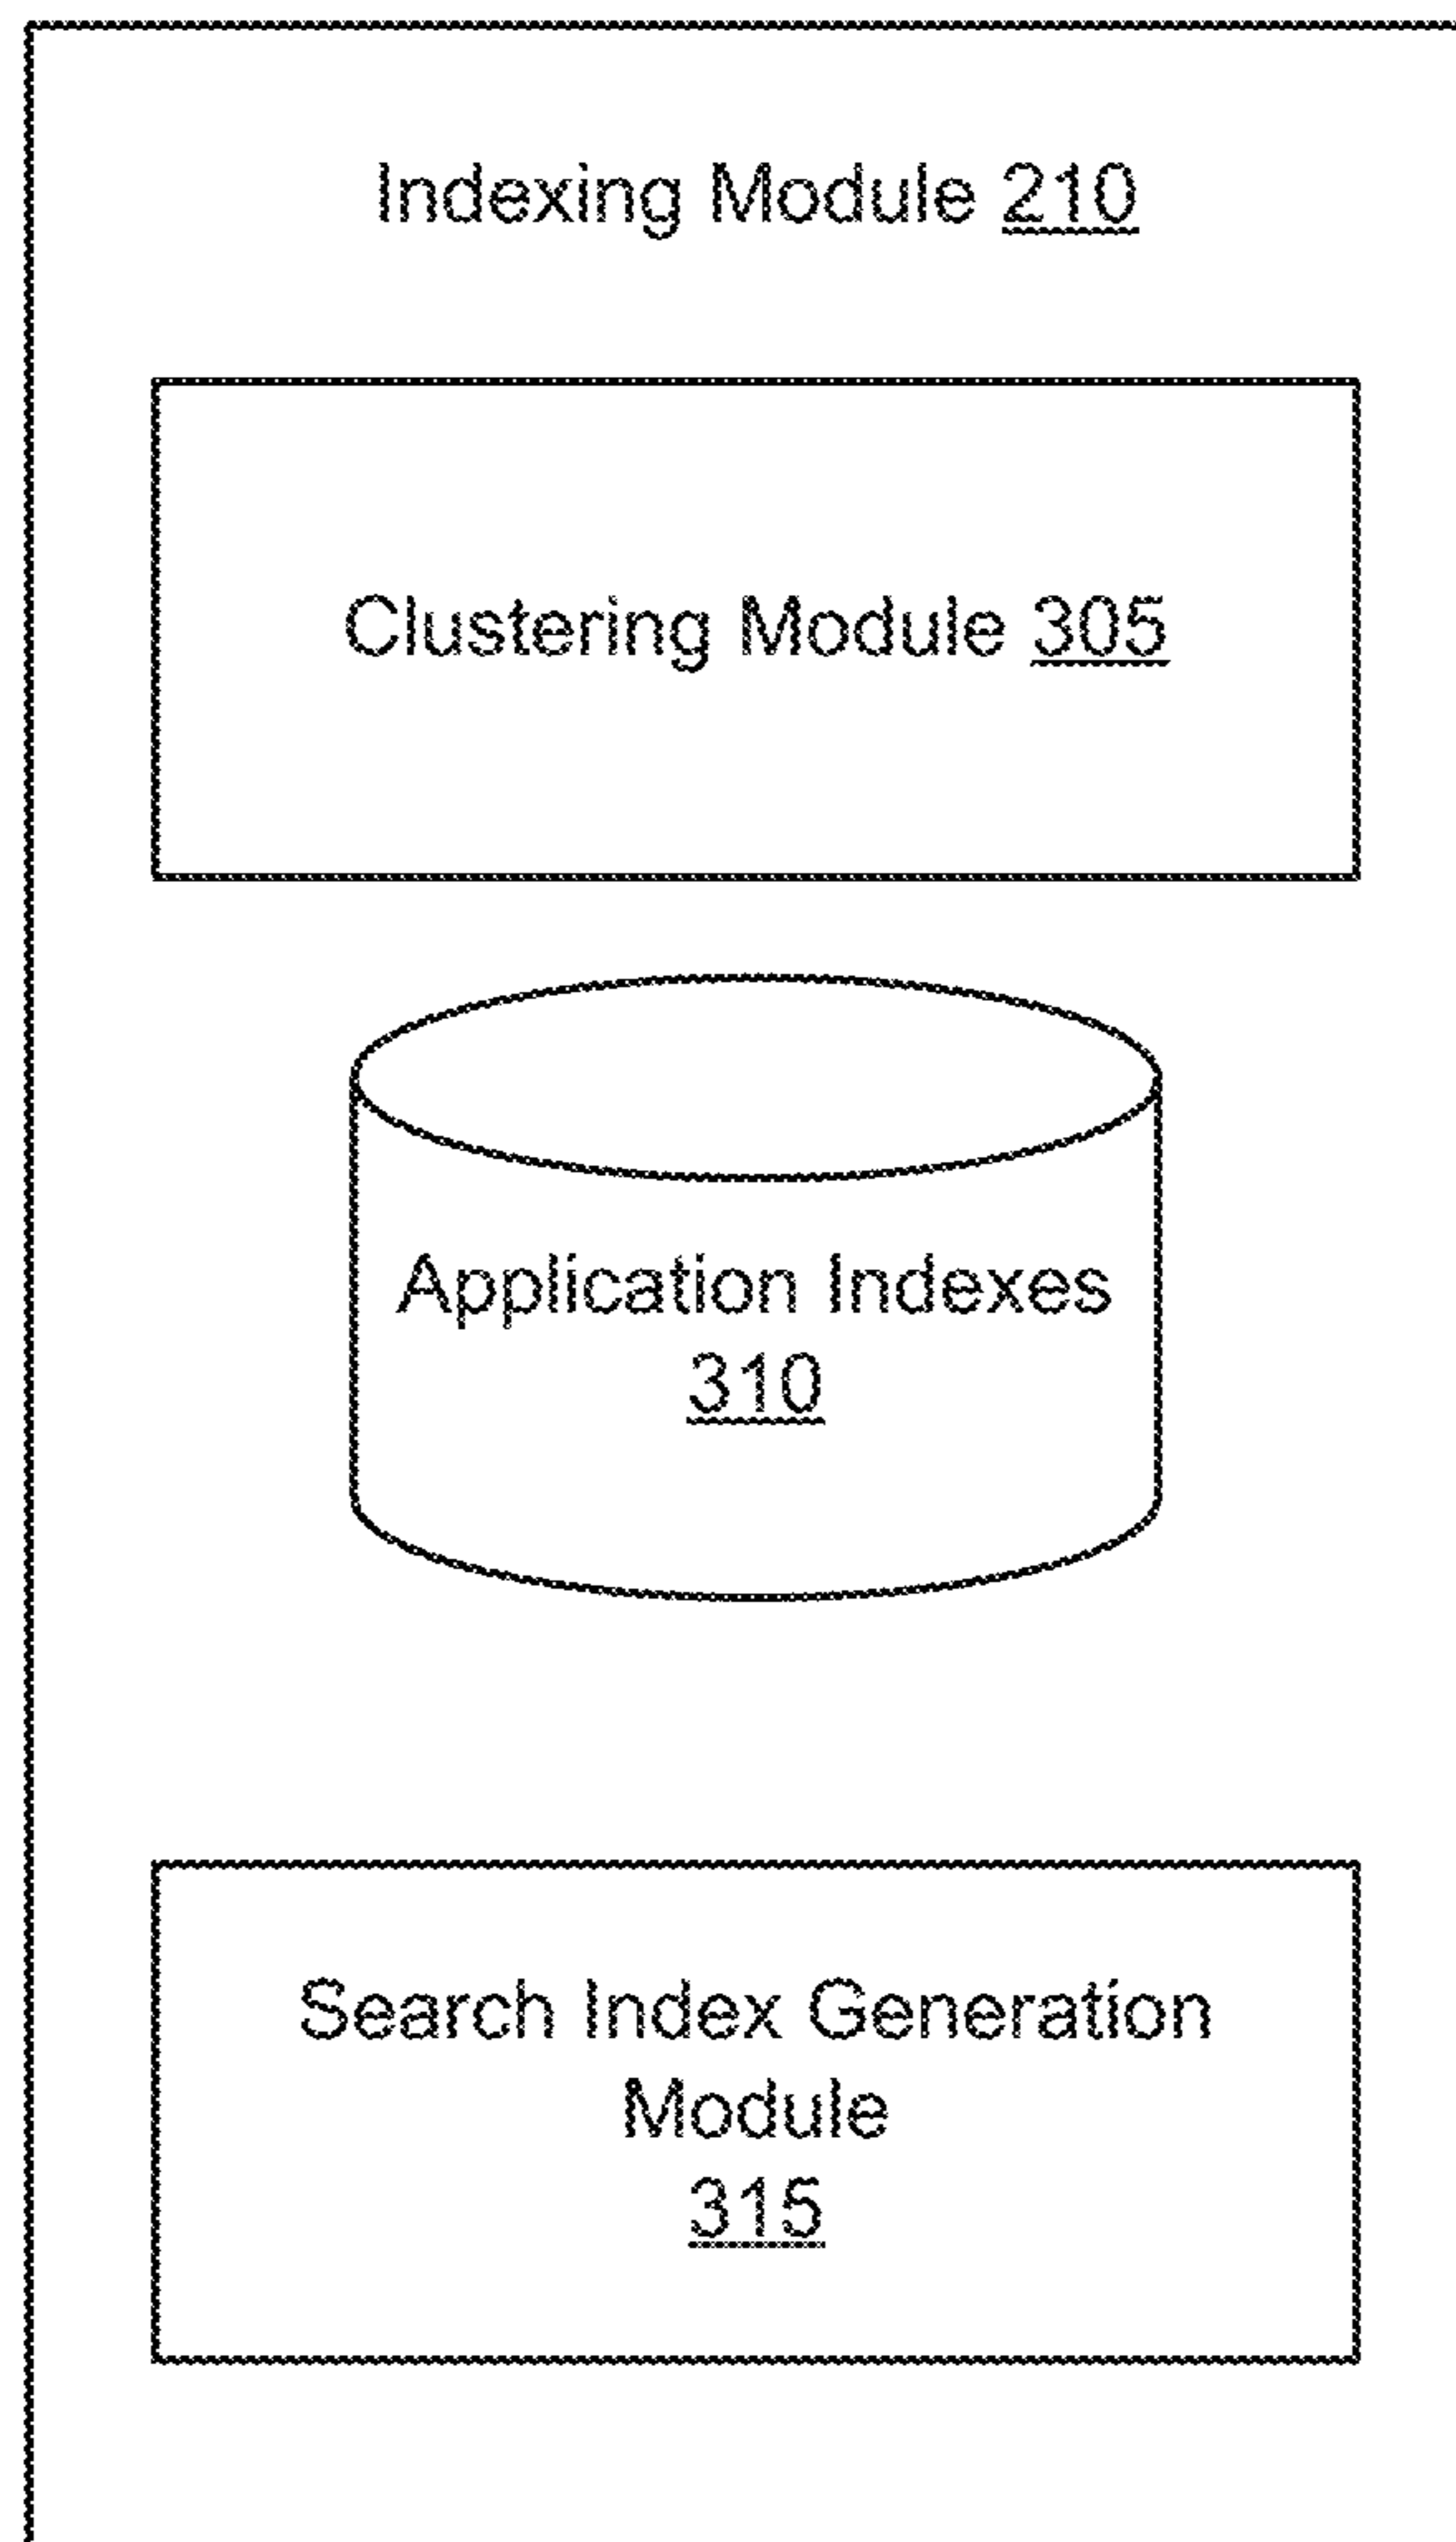 Indexing Module 210
Clustering Module 305
Application Indexes
310
Search Index Generation
Module
315